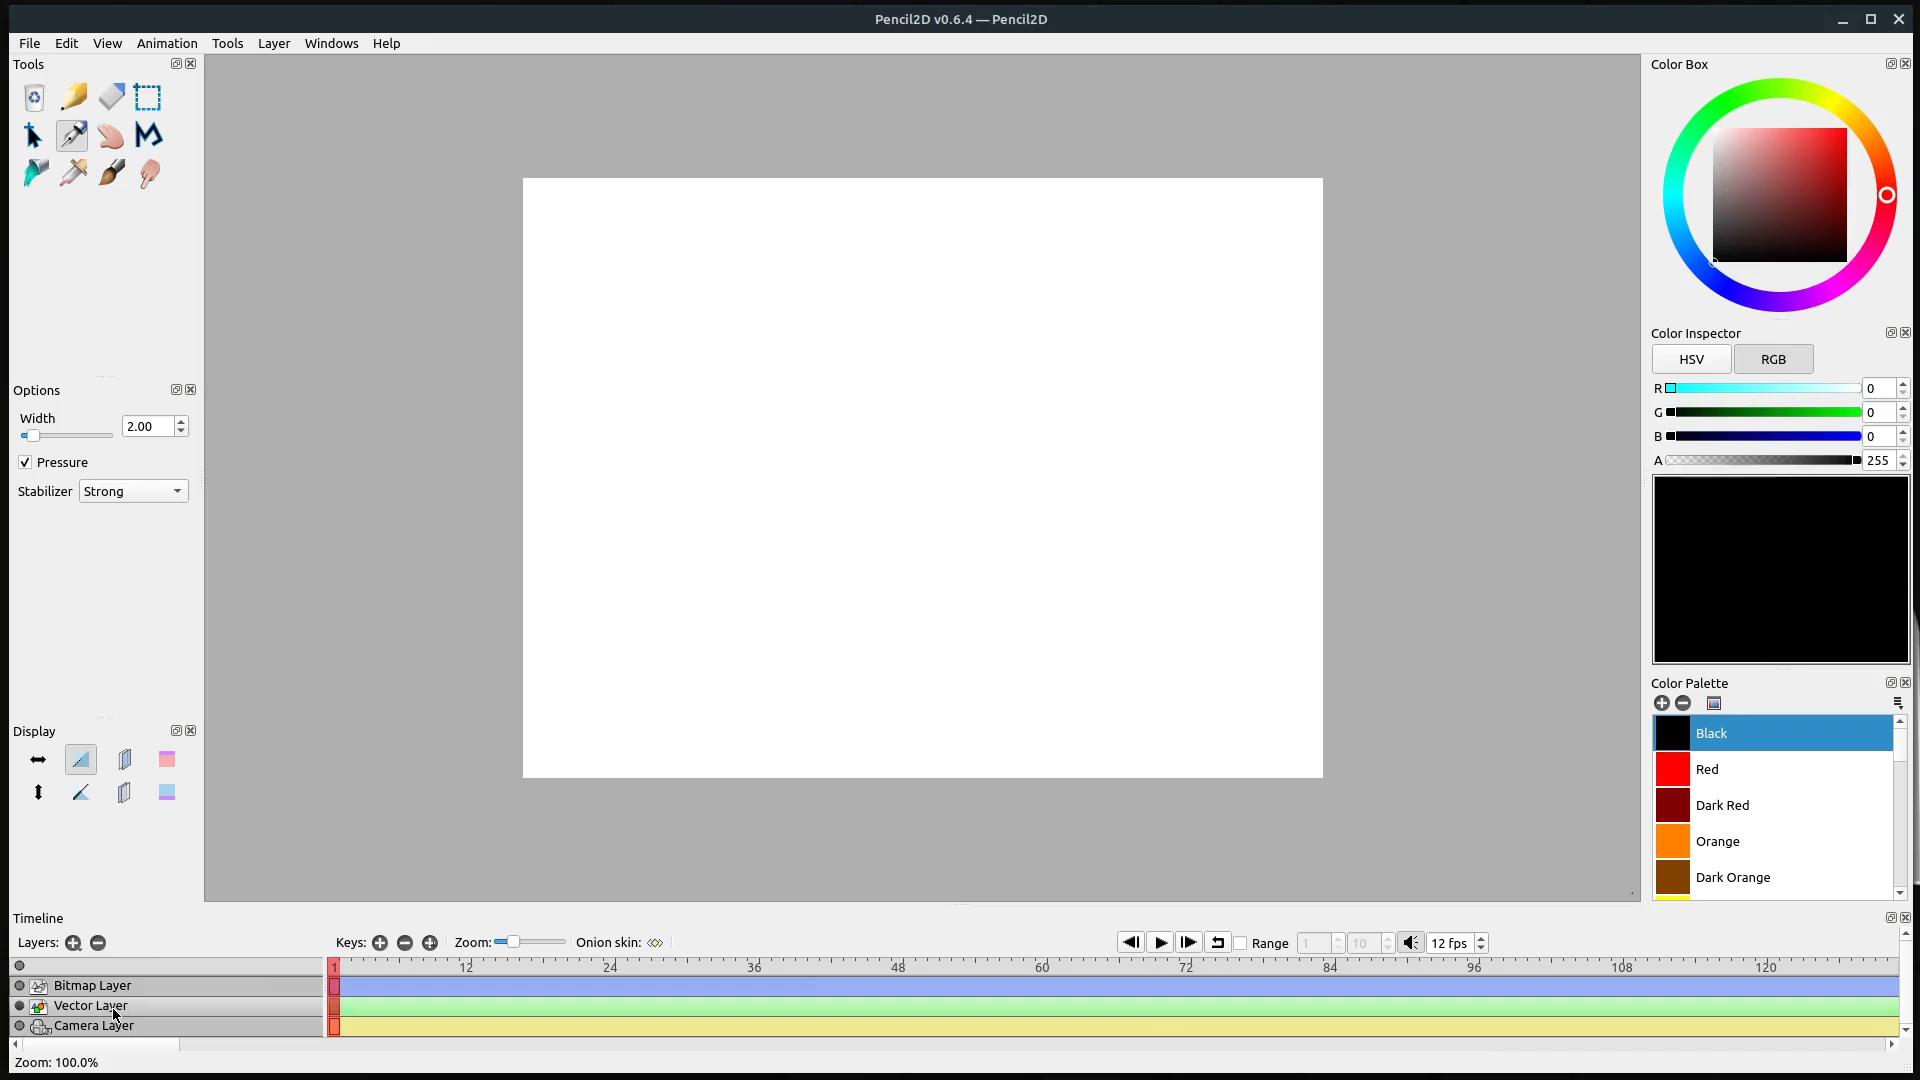 Pencil2D v0.6.4 — Pencil2D
File Edit View Animation Tools Layer Windows Help
Tools
Options
Width
2.00
Pressure
Stabilizer Strong
Display
Color Box
Color Inspector
HSV RGB
R 0
G 0
B 0
A 255
Color Palette
Black
Red
Dark Red
Orange
Dark Orange
Timeline
Layers: Keys: Zoom: Onion skin: Range 1 10 12 fps
1 12 24 36 48 60 72 84 96 108 120
Bitmap Layer
Vector Layer
Camera Layer
Zoom: 100.0%